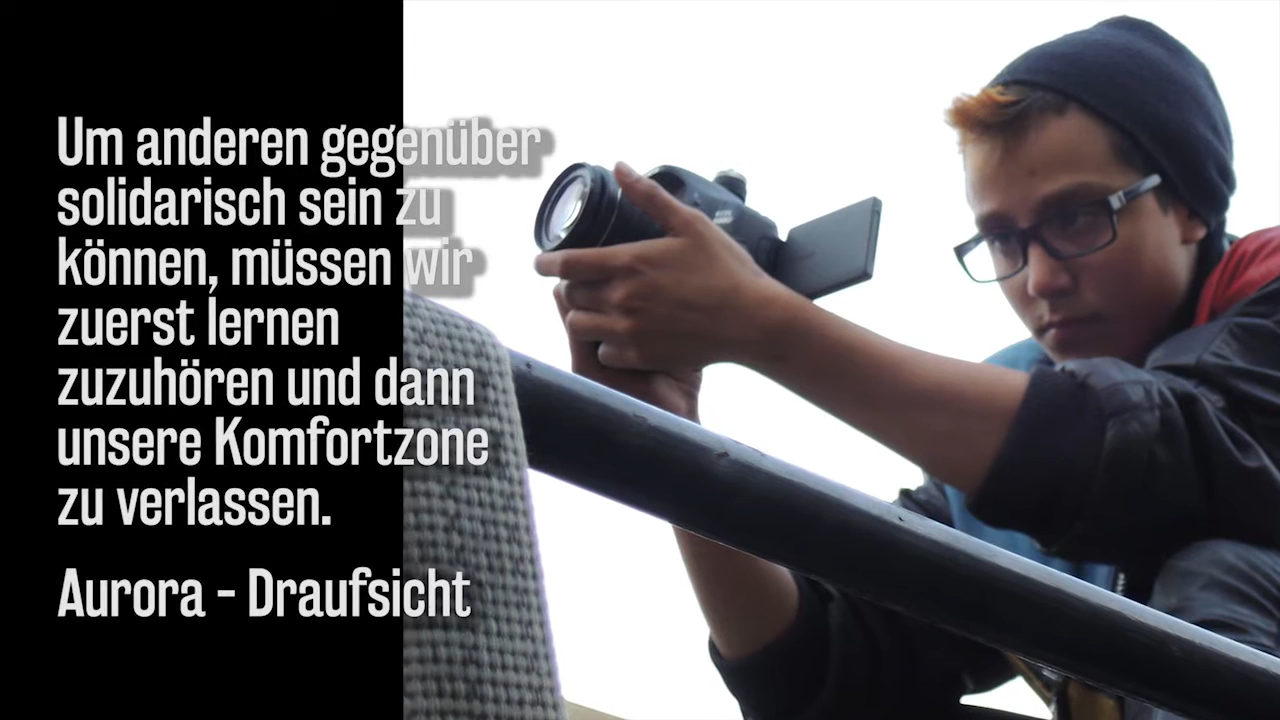 Um anderen gegenüber
solidarisch sein zu
können, müssen wir
zuerst lernen
zuzuhören und dann
unsere Komfortzone
zu verlassen.
Aurora - Draufsicht